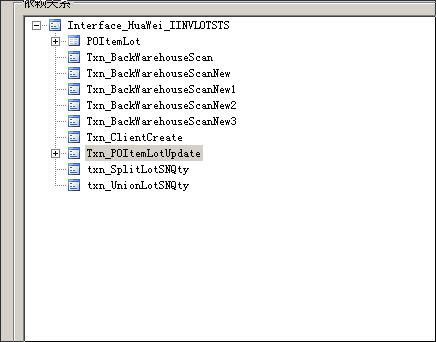 依赖关系
Interface_HuaWei_IINVLOTSTS
POItemLot
Txn_BackWarehouseScan
Txn_BackWarehouseScanNew
Txn_BackWarehouseScanNew1
Txn_BackWarehouseScanNew2
Txn_BackWarehouseScanNew3
Txn_ClientCreate
Txn_POItemLotUpdate
txn_SplitLotSNQty
txn_UnionLotSNQty